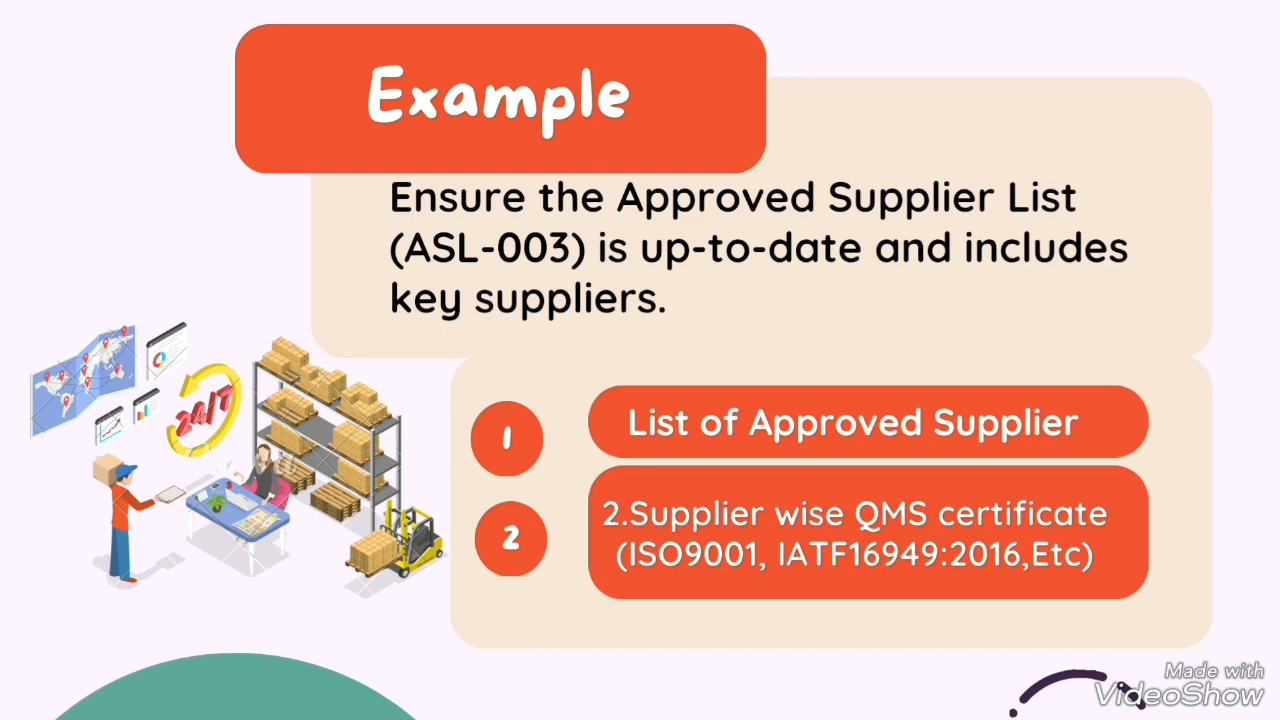 Example
Ensure the Approved Supplier List
(ASL-003) is up-to-date and includes
key suppliers.
24/7
1
List of Approved Supplier
2
2.Supplier wise QMS certificate
(ISO9001, IATF16949:2016,Etc)
Made with
VideoShow